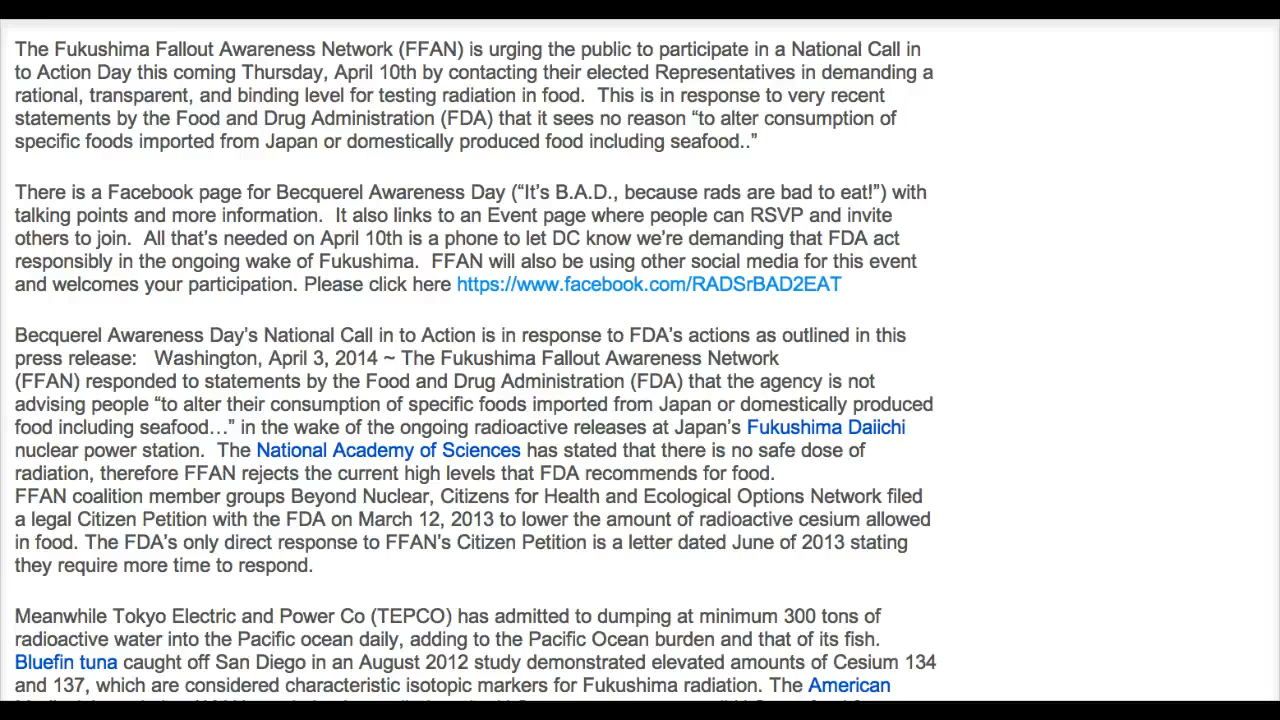 The Fukushima Fallout Awareness Network (FFAN) is urging the public to participate in a National Call in
to Action Day this coming Thursday, April 10th by contacting their elected Representatives in demanding a
rational, transparent, and binding level for testing radiation in food.  This is in response to very recent
statements by the Food and Drug Administration (FDA) that it sees no reason “to alter consumption of
specific foods imported from Japan or domestically produced food including seafood..”
There is a Facebook page for Becquerel Awareness Day (“It’s B.A.D., because rads are bad to eat!”) with
talking points and more information.  It also links to an Event page where people can RSVP and invite
others to join.  All that’s needed on April 10th is a phone to let DC know we’re demanding that FDA act
responsibly in the ongoing wake of Fukushima.  FFAN will also be using other social media for this event
and welcomes your participation. Please click here https://www.facebook.com/RADSrBAD2EAT
Becquerel Awareness Day’s National Call in to Action is in response to FDA’s actions as outlined in this
press release:   Washington, April 3, 2014 ~ The Fukushima Fallout Awareness Network
(FFAN) responded to statements by the Food and Drug Administration (FDA) that the agency is not
advising people “to alter their consumption of specific foods imported from Japan or domestically produced
food including seafood…” in the wake of the ongoing radioactive releases at Japan’s Fukushima Daiichi
nuclear power station.  The National Academy of Sciences has stated that there is no safe dose of
radiation, therefore FFAN rejects the current high levels that FDA recommends for food.
FFAN coalition member groups Beyond Nuclear, Citizens for Health and Ecological Options Network filed
a legal Citizen Petition with the FDA on March 12, 2013 to lower the amount of radioactive cesium allowed
in food. The FDA’s only direct response to FFAN’s Citizen Petition is a letter dated June of 2013 stating
they require more time to respond.
Meanwhile Tokyo Electric and Power Co (TEPCO) has admitted to dumping at minimum 300 tons of
radioactive water into the Pacific ocean daily, adding to the Pacific Ocean burden and that of its fish.
Bluefin tuna caught off San Diego in an August 2012 study demonstrated elevated amounts of Cesium 134
and 137, which are considered characteristic isotopic markers for Fukushima radiation. The American